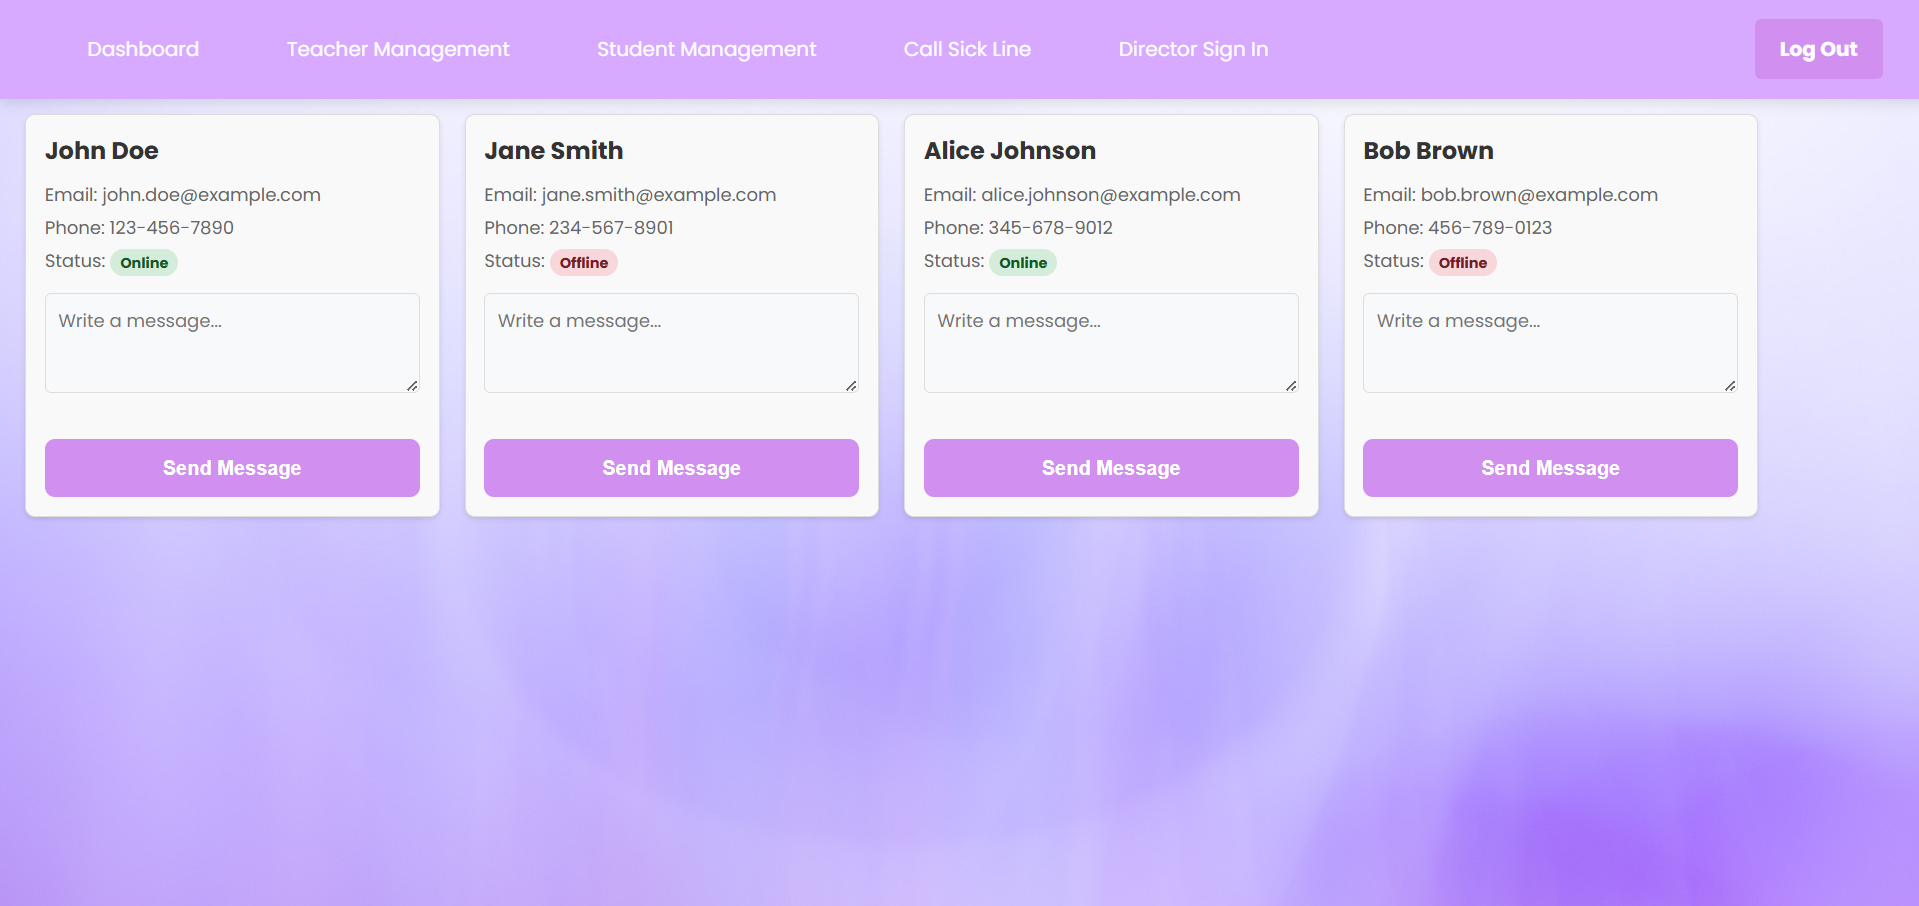 Dashboard Teacher Management Student Management Call Sick Line Director Sign In Log Out
John Doe
Email: john.doe@example.com
Phone: 123-456-7890
Status: Online
Write a message...
Send Message
Jane Smith
Email: jane.smith@example.com
Phone: 234-567-8901
Status: Offline
Write a message...
Send Message
Alice Johnson
Email: alice.johnson@example.com
Phone: 345-678-9012
Status: Online
Write a message...
Send Message
Bob Brown
Email: bob.brown@example.com
Phone: 456-789-0123
Status: Offline
Write a message...
Send Message